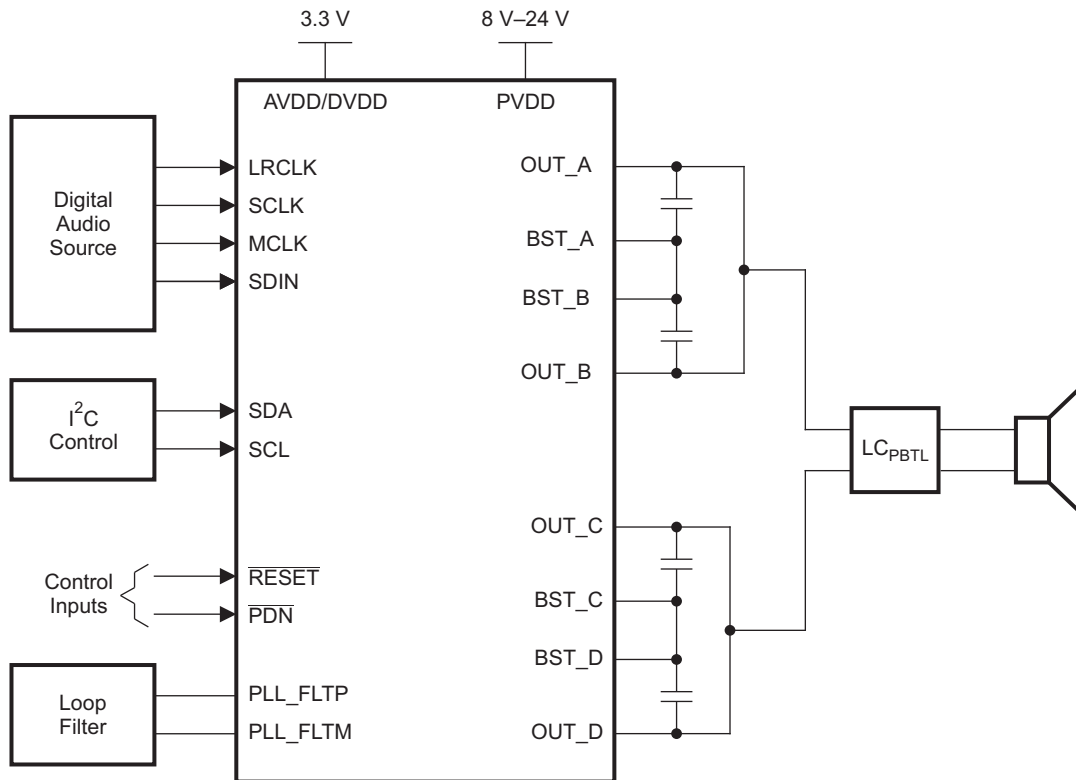 3.3 V
8 V–24 V
AVDD/DVDD
PVDD
Digital
Audio
Source
LRCLK
SCLK
MCLK
SDIN
OUT_A
BST_A
BST_B
OUT_B
I²C
Control
SDA
SCL
LC_PBTL
Control
Inputs
RESET
PDN
OUT_C
BST_C
BST_D
OUT_D
Loop
Filter
PLL_FLTP
PLL_FLTM